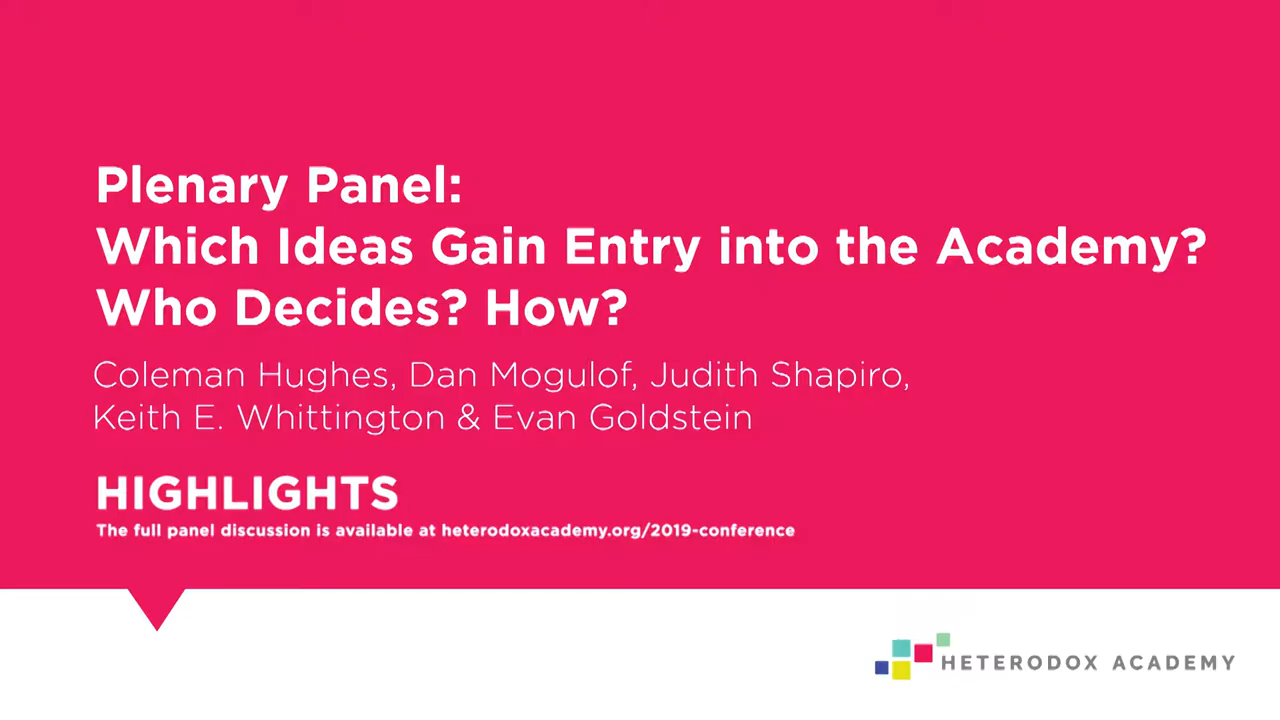 Plenary Panel:
Which Ideas Gain Entry into the Academy?
Who Decides? How?
Coleman Hughes, Dan Mogulof, Judith Shapiro,
Keith E. Whittington & Evan Goldstein
HIGHLIGHTS
The full panel discussion is available at heterodoxacademy.org/2019-conference
HETERODOX ACADEMY